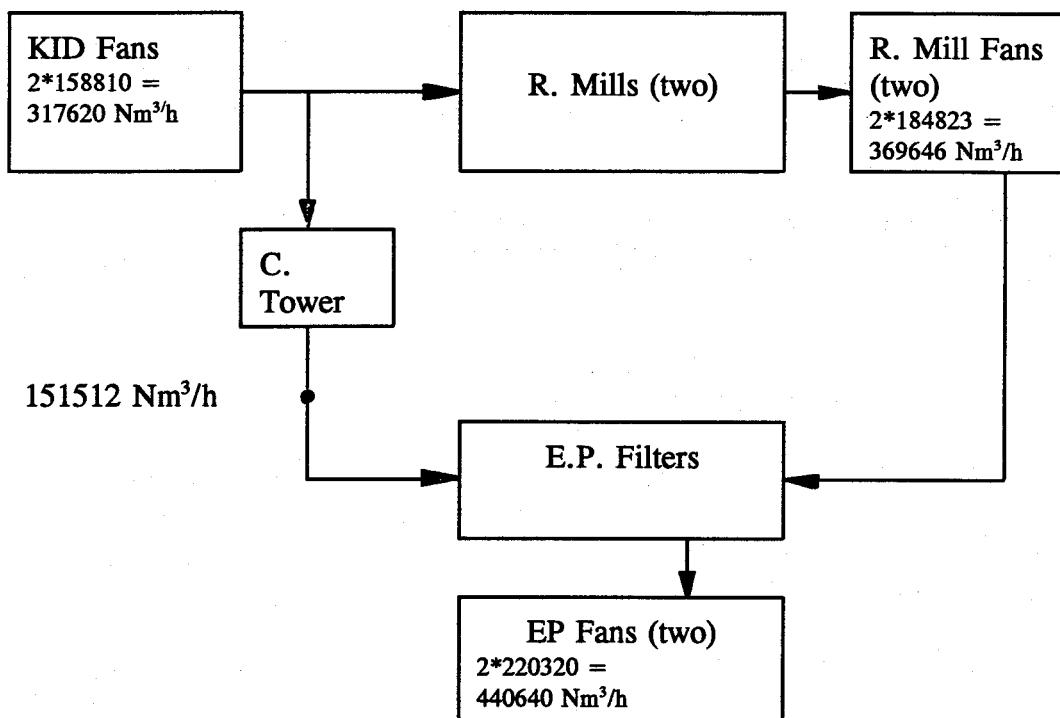 KID Fans
2*158810 =
317620 Nm³/h
R. Mills (two)
R. Mill Fans
(two)
2*184823 =
369646 Nm³/h
C.
Tower
151512 Nm³/h
E.P. Filters
EP Fans (two)
2*220320 =
440640 Nm³/h